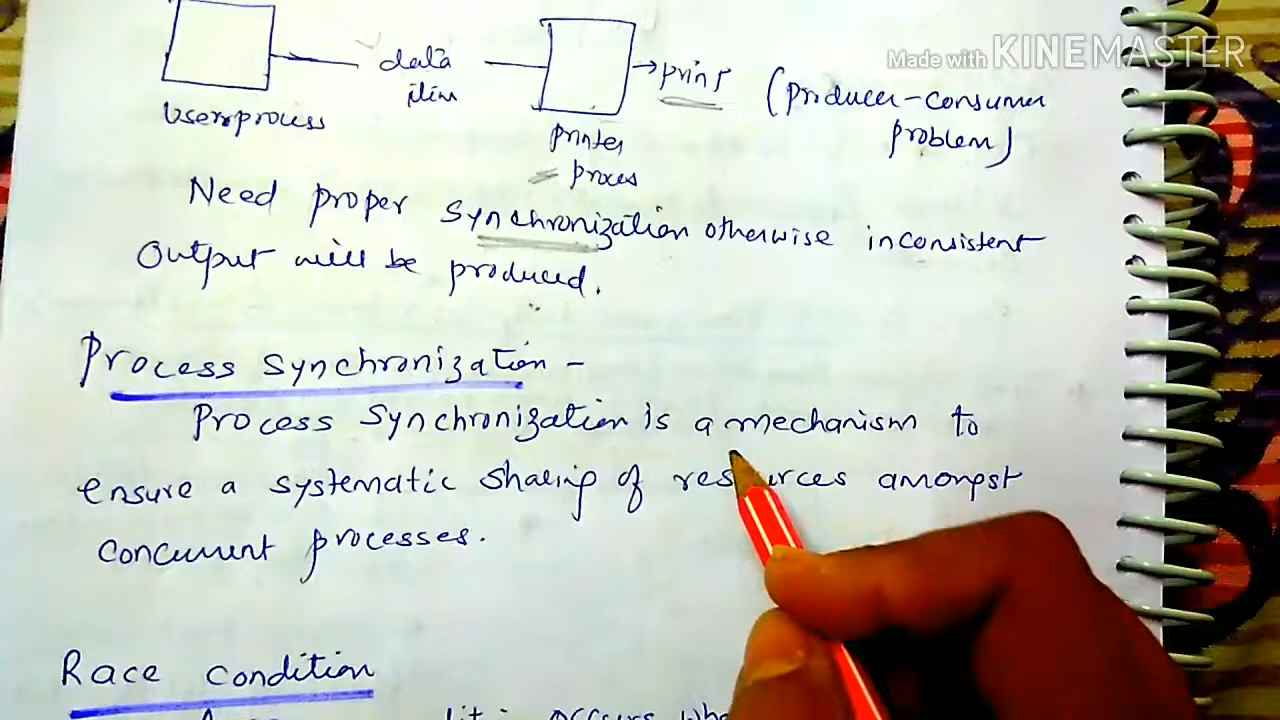 Made with KINEMASTER
data → print (producer-consumer
item
User process
printer problem)
process
Need proper synchronization otherwise inconsistent
Output will be produced.
Process Synchronization -
Process Synchronization is a mechanism to
ensure a systematic sharing of resources amongst
concurrent processes.
Race condition
occurs